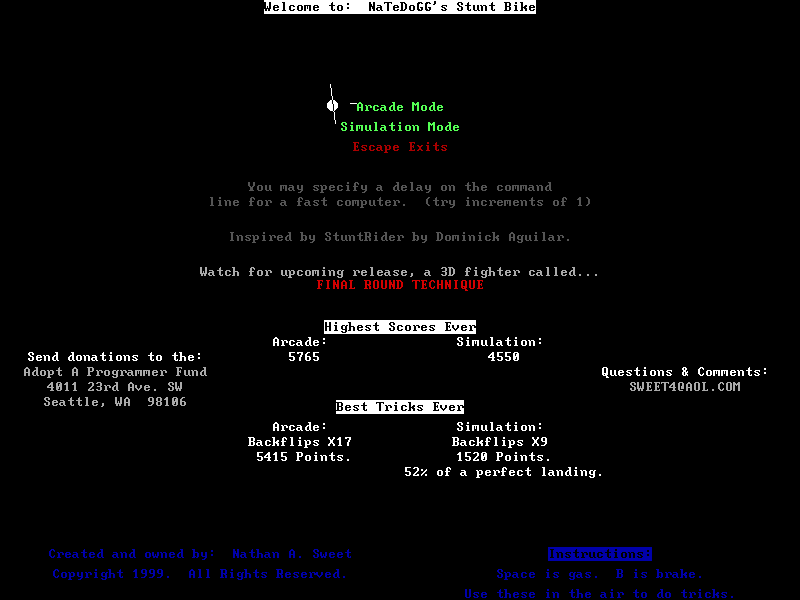 Welcome to:  NaTeDoGG's Stunt Bike
Arcade Mode
Simulation Mode
Escape Exits
You may specify a delay on the command
line for a fast computer.  (try increments of 1)
Inspired by StuntRider by Dominick Aguilar.
Watch for upcoming release, a 3D fighter called...
FINAL ROUND TECHNIQUE
Highest Scores Ever
Arcade:
5765
Simulation:
4550
Send donations to the:
Adopt A Programmer Fund
4011 23rd Ave. SW
Seattle, WA  98106
Questions & Comments:
SWEET4@AOL.COM
Best Tricks Ever
Arcade:
Backflips X17
5415 Points.
Simulation:
Backflips X9
1520 Points.
52% of a perfect landing.
Created and owned by:  Nathan A. Sweet
Copyright 1999.  All Rights Reserved.
Instructions:
Space is gas.  B is brake.
Use these in the air to do tricks.